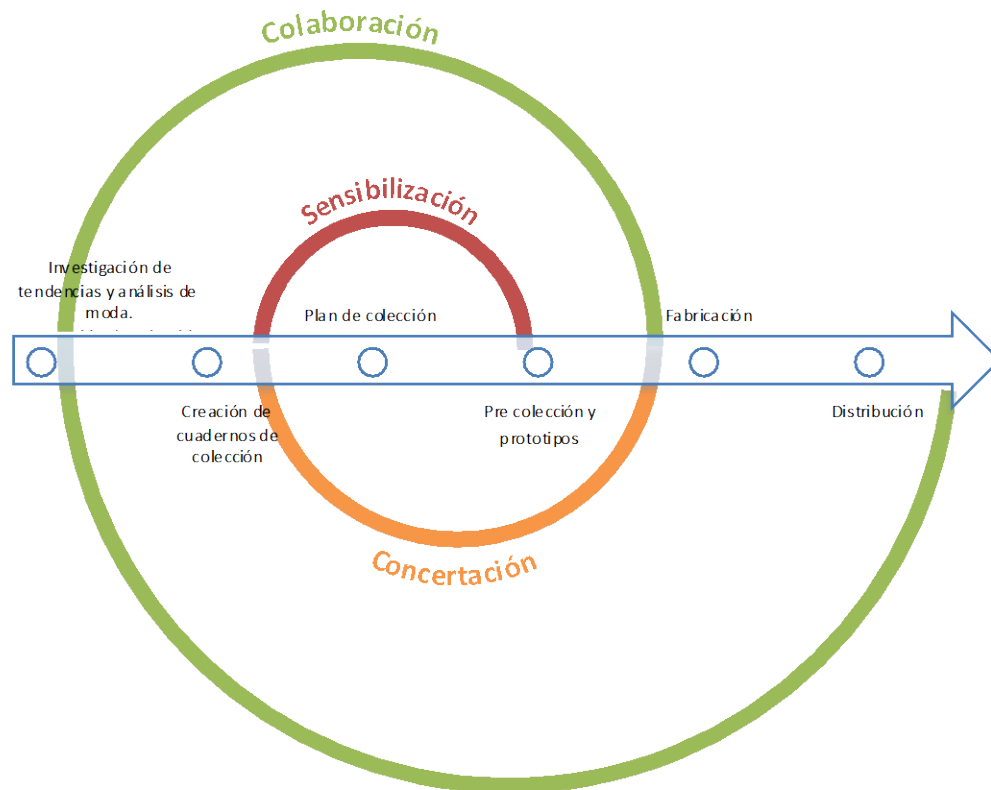 Colaboración
Sensibilización
Investigación de
tendencias y análisis de
moda.
Plan de colección
Fabricación
Creación de
cuadernos de
colección
Pre colección y
prototipos
Distribución
Concertación